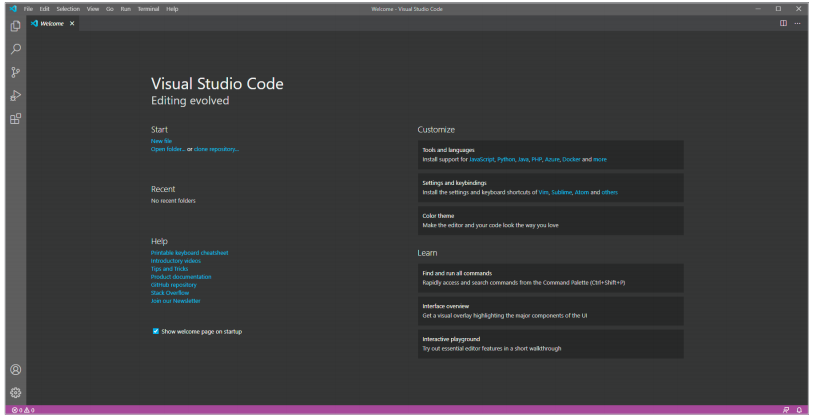 File Edit Selection View Go Run Terminal Help
Welcome - Visual Studio Code
Welcome
Visual Studio Code
Editing evolved
Start
New file
Open folder... or clone repository...
Recent
No recent folders
Help
Printable keyboard cheatsheet
Introductory videos
Tips and Tricks
Product documentation
GitHub repository
Stack Overflow
Join our Newsletter
Show welcome page on startup
Customize
Tools and languages
Install support for JavaScript, Python, Java, PHP, Azure, Docker and more
Settings and keybindings
Install the settings and keyboard shortcuts of Vim, Sublime, Atom and others
Color theme
Make the editor and your code look the way you love
Learn
Find and run all commands
Rapidly access and search commands from the Command Palette (Ctrl+Shift+P)
Interface overview
Get a visual overlay highlighting the major components of the UI
Interactive playground
Try out essential editor features in a short walkthrough
0 0